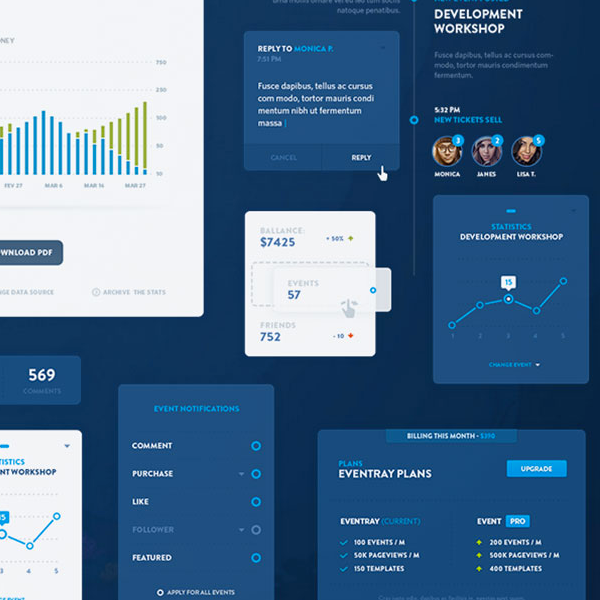 natoque penatibus.
DEVELOPMENT
WORKSHOP
Fusce dapibus, tellus ac cursus com-
modo, tortor mauris condimentum
fermentum.
5:32 PM
NEW TICKETS SELL
3
2
5
MONICA
JANES
LISA T.
REPLY TO MONICA F.
7:51 PM
Fusce dapibus, tellus ac cursus
com modo, tortor mauris condi
mentum nibh ut fermentum
massa
CANCEL
REPLY
750
250
100
50
10
FEV 27
MAR 6
MAR 16
MAR 27
WNLOAD PDF
GE DATA SOURCE
ARCHIVE THE STATS
BALLANCE:
$7425
+ 50%
EVENTS
57
FRIENDS
752
- 10
STATISTICS
DEVELOPMENT WORKSHOP
15
1
2
3
4
5
CHANGE EVENT
569
COMMENTS
TISTICS
NT WORKSHOP
15
3
4
5
E EVENT
EVENT NOTIFICATIONS
COMMENT
PURCHASE
LIKE
FOLLOWER
FEATURED
APPLY FOR ALL EVENTS
BILLING THIS MONTH - $350
PLANS
EVENTRAY PLANS
UPGRADE
EVENTRAY (CURRENT)
100 EVENTS / M
50K PAGEVIEWS / M
150 TEMPLATES
EVENT PRO
200 EVENTS / M
500K PAGEVIEWS / M
400 TEMPLATES